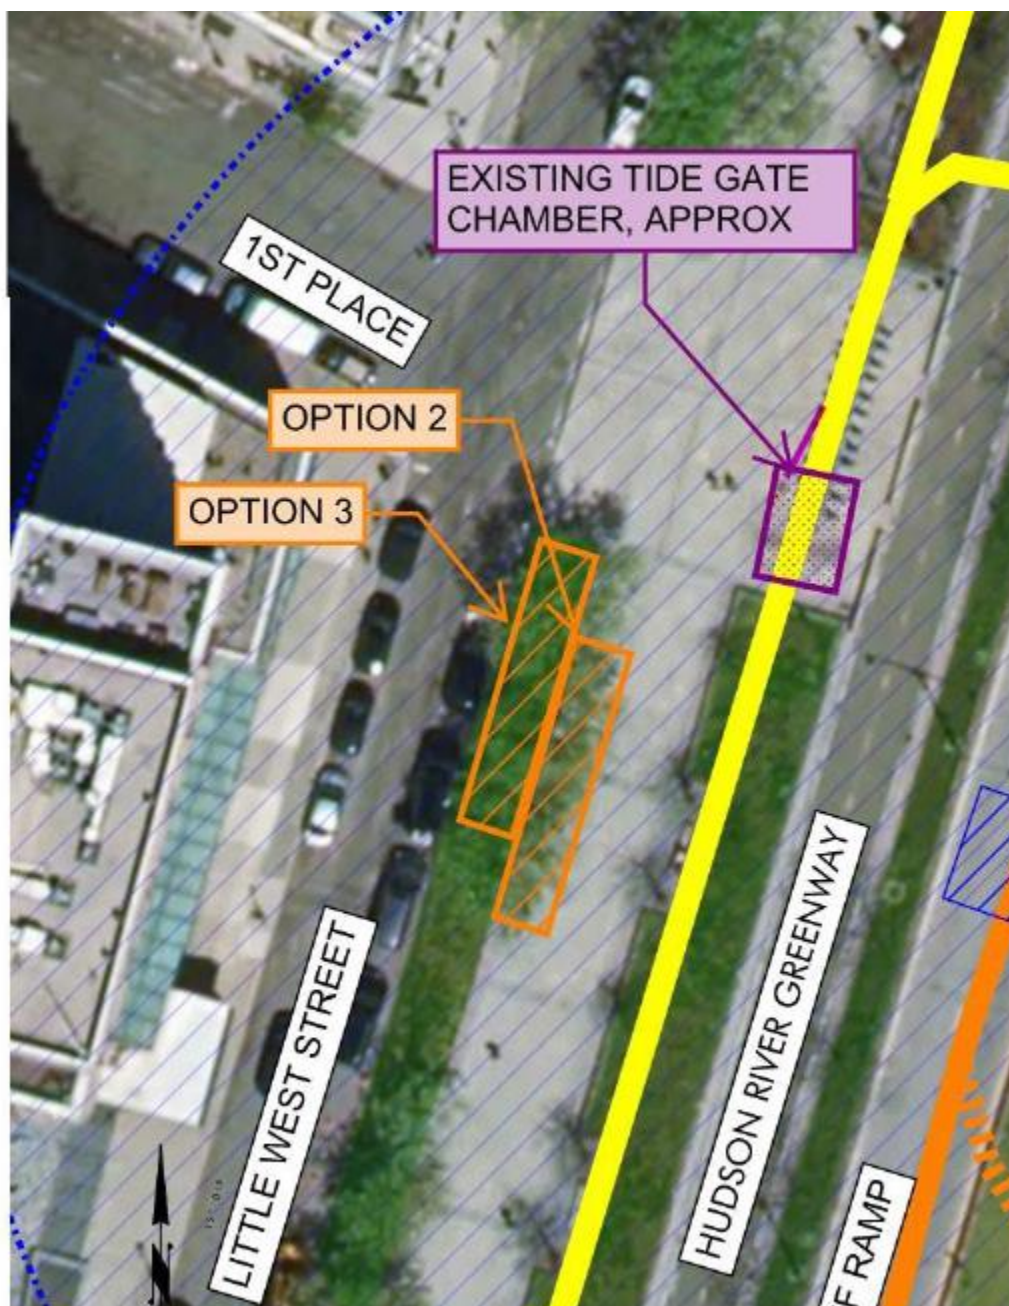 EXISTING TIDE GATE
CHAMBER, APPROX
1ST PLACE
OPTION 2
OPTION 3
LITTLE WEST STREET
HUDSON RIVER GREENWAY
F RAMP
N